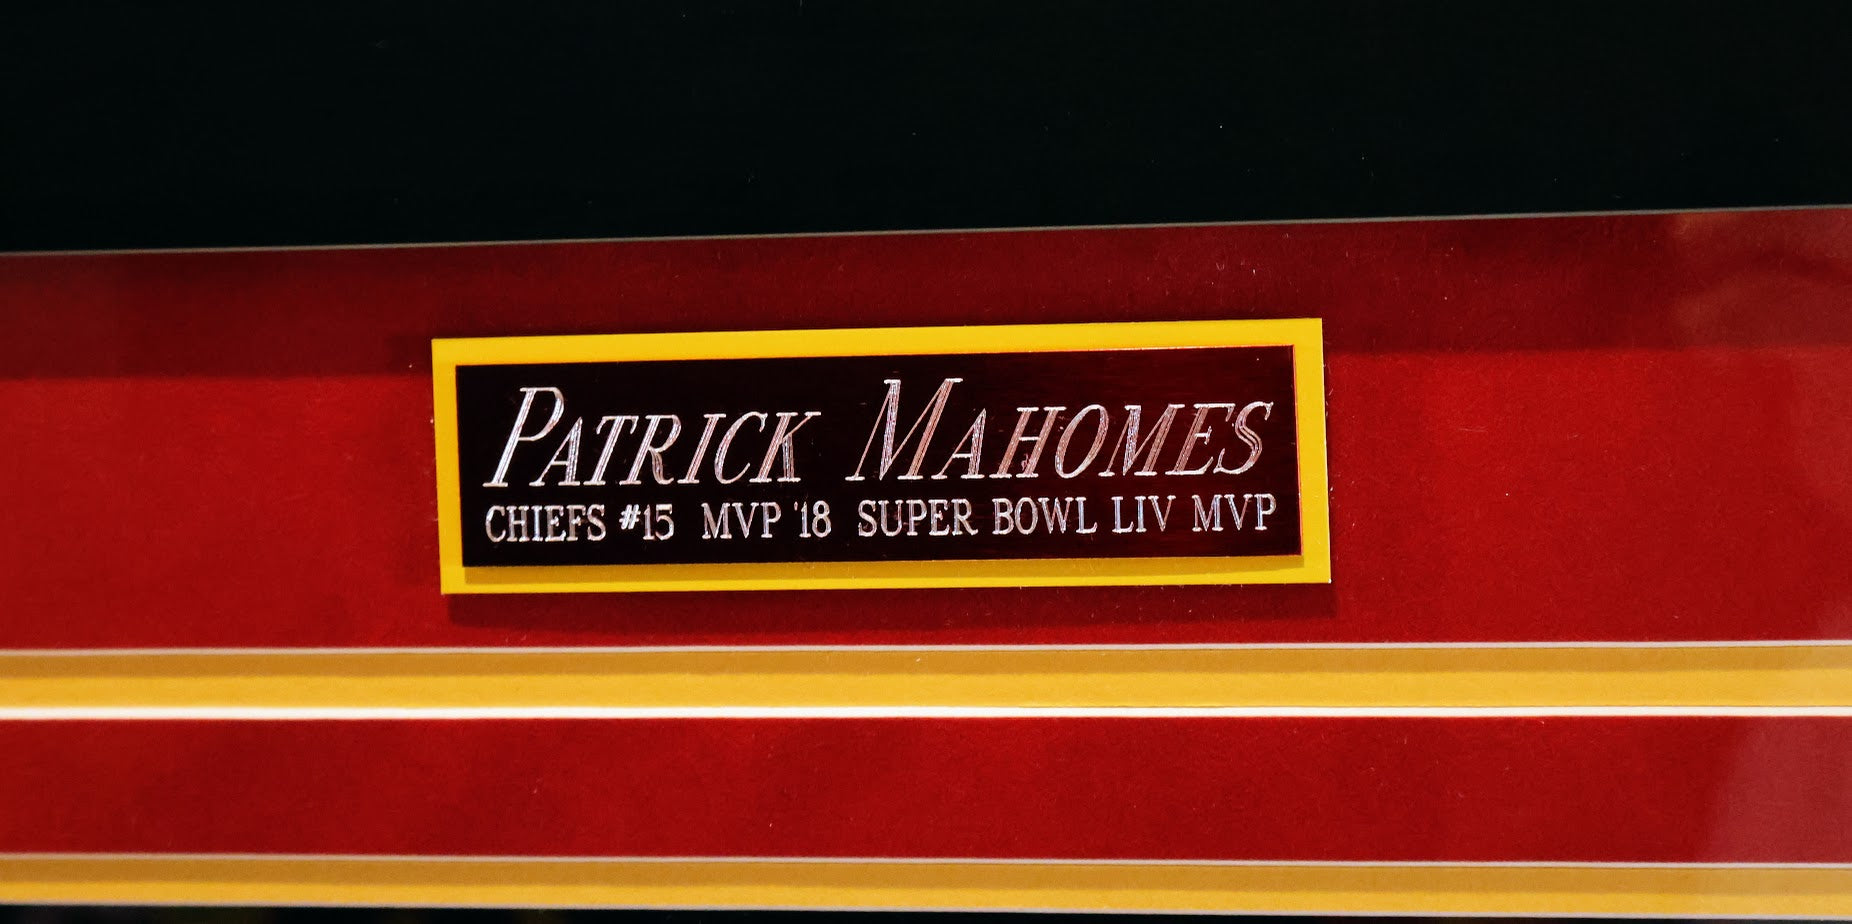 PATRICK MAHOMES
CHIEFS #15 MVP '18 SUPER BOWL LIV MVP